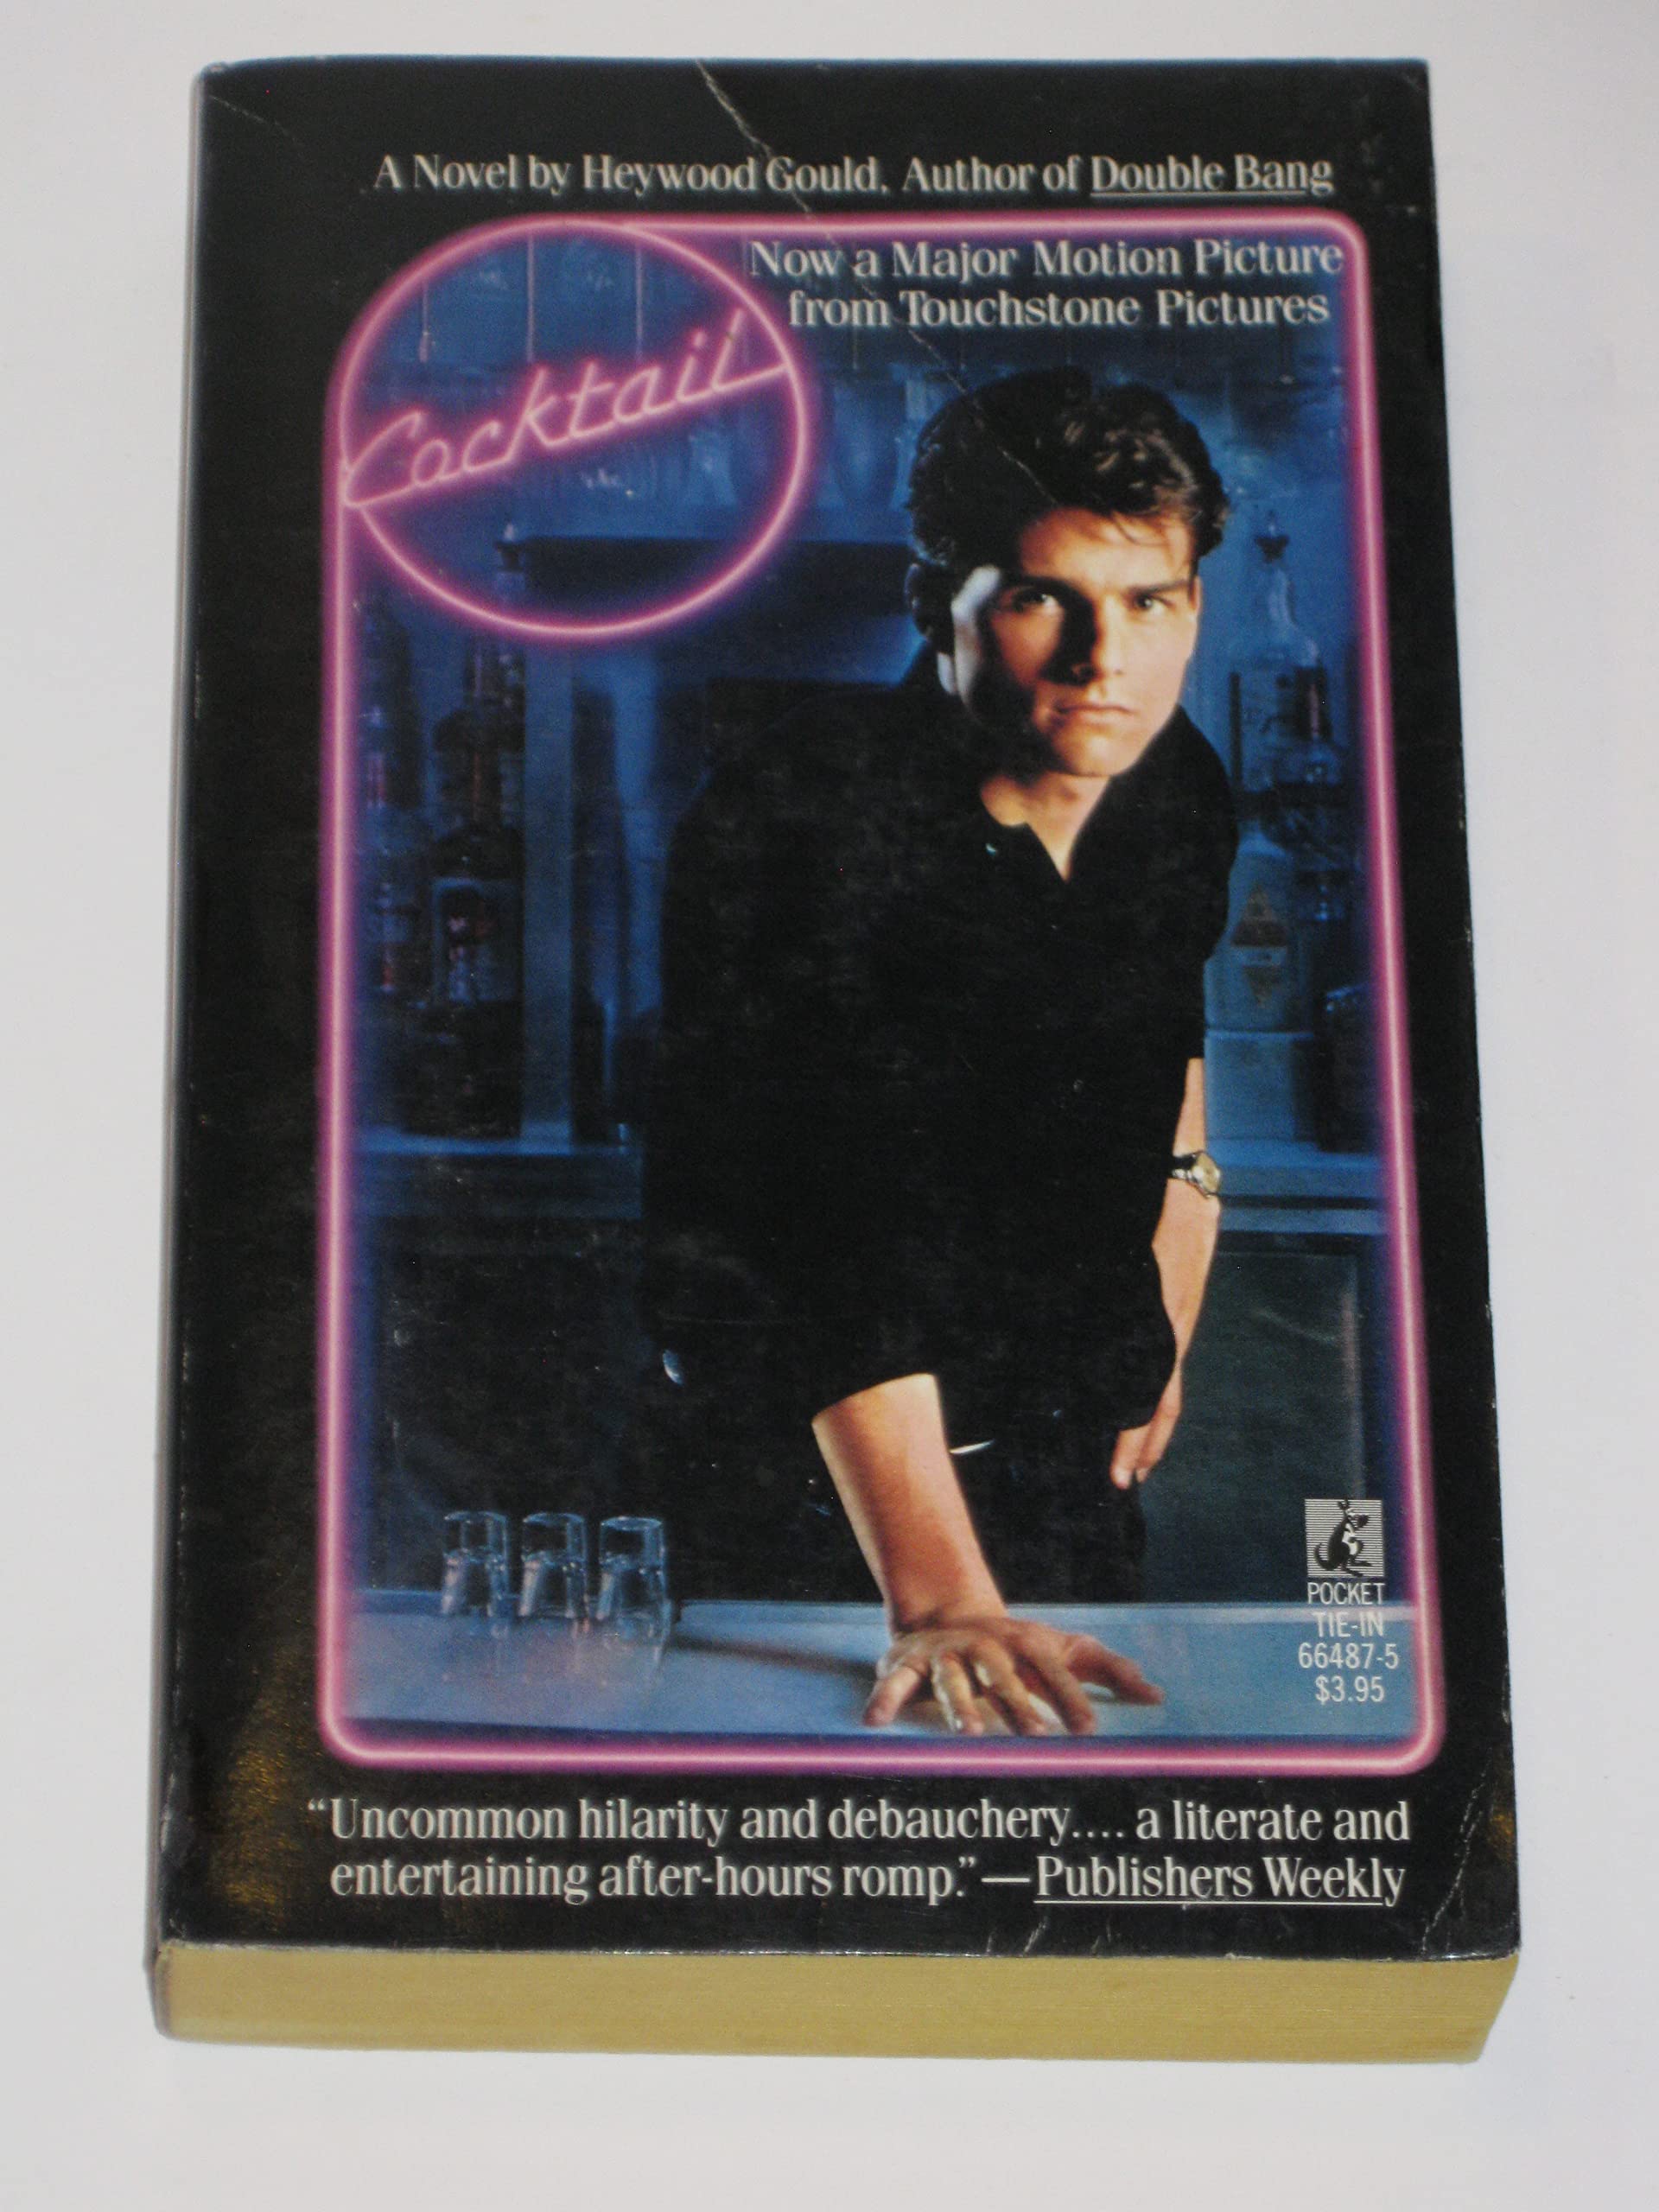 A Novel by Heywood Gould, Author of Double Bang
Now a Major Motion Picture
from Touchstone Pictures
Cocktail
POCKET
TIE-IN
66487-5
$3.95
“Uncommon hilarity and debauchery.... a literate and
entertaining after-hours romp.”—Publishers Weekly